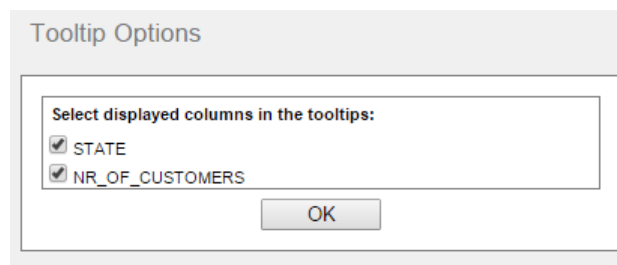 Tooltip Options
Select displayed columns in the tooltips:
STATE
NR_OF_CUSTOMERS
OK